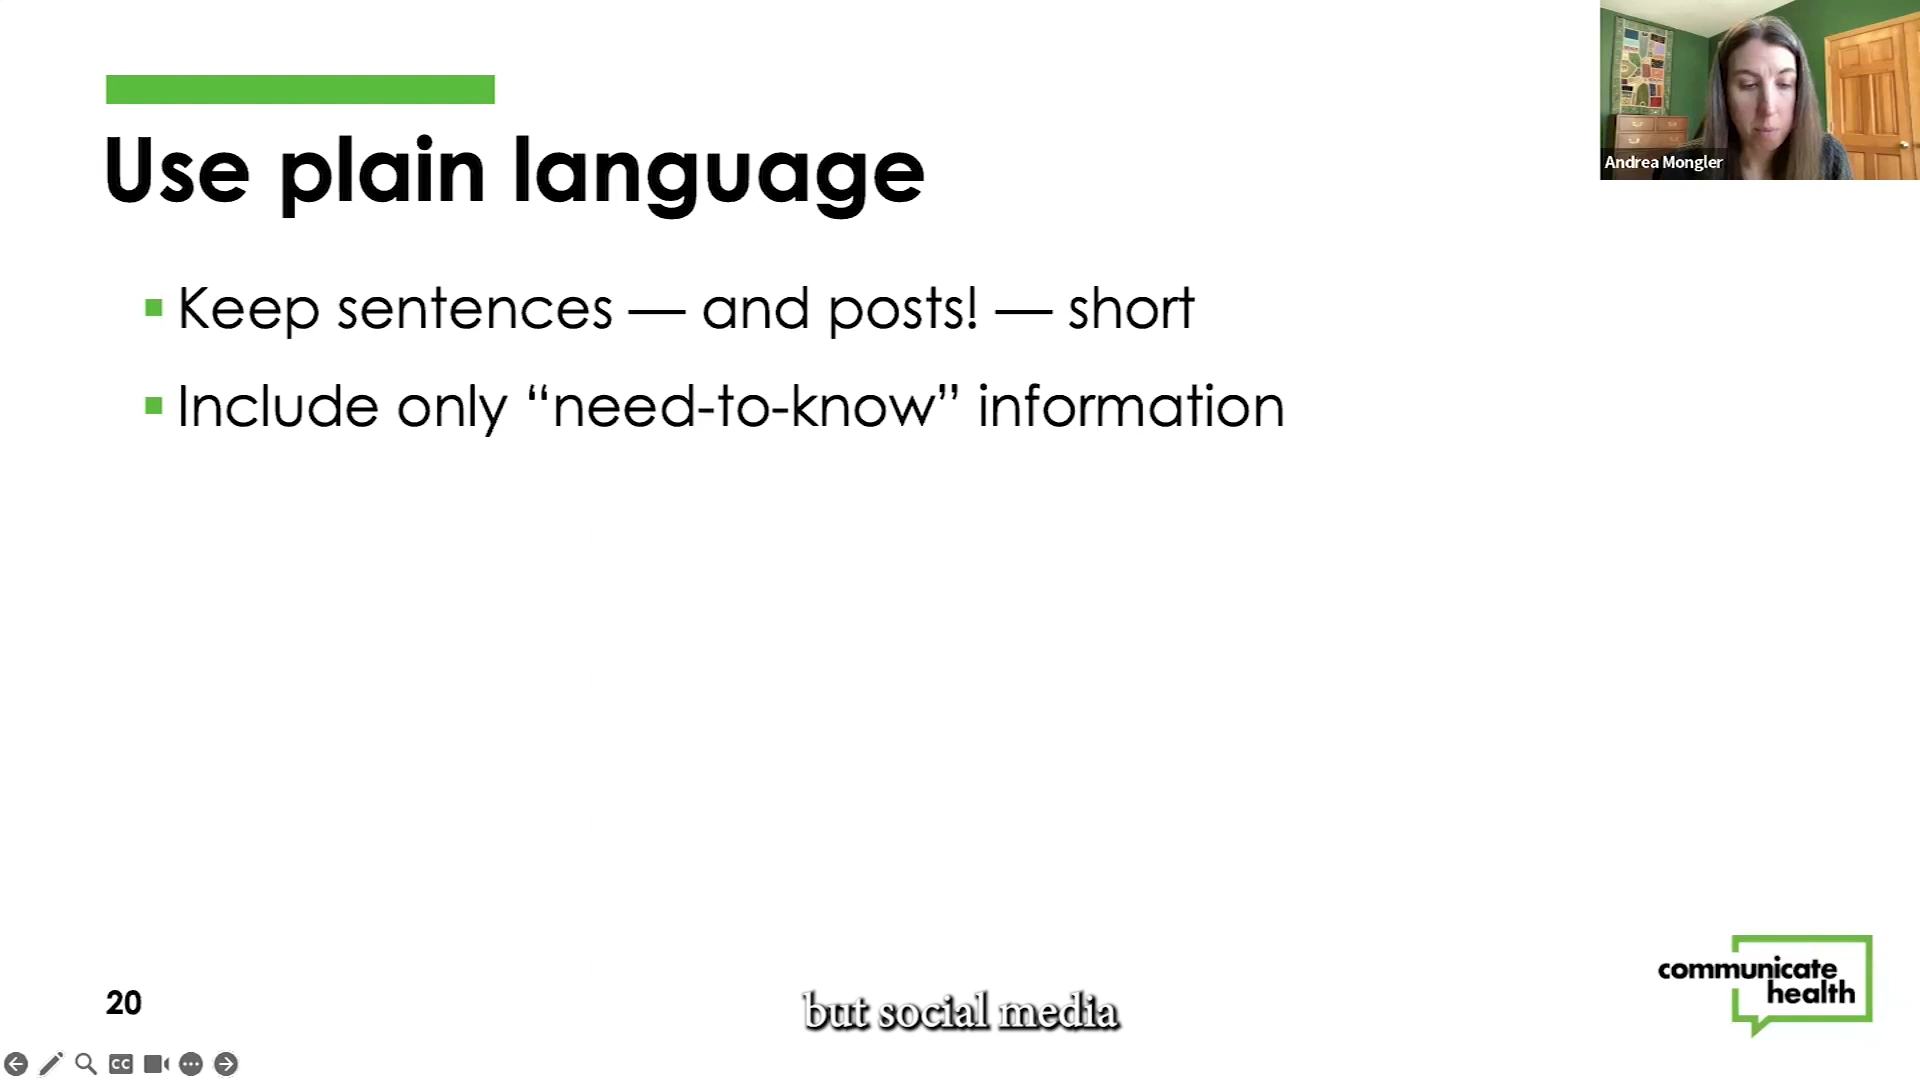 Use plain language
Keep sentences — and posts! — short
Include only “need-to-know” information
Andrea Mongler
20
but social media
communicate
health
CC